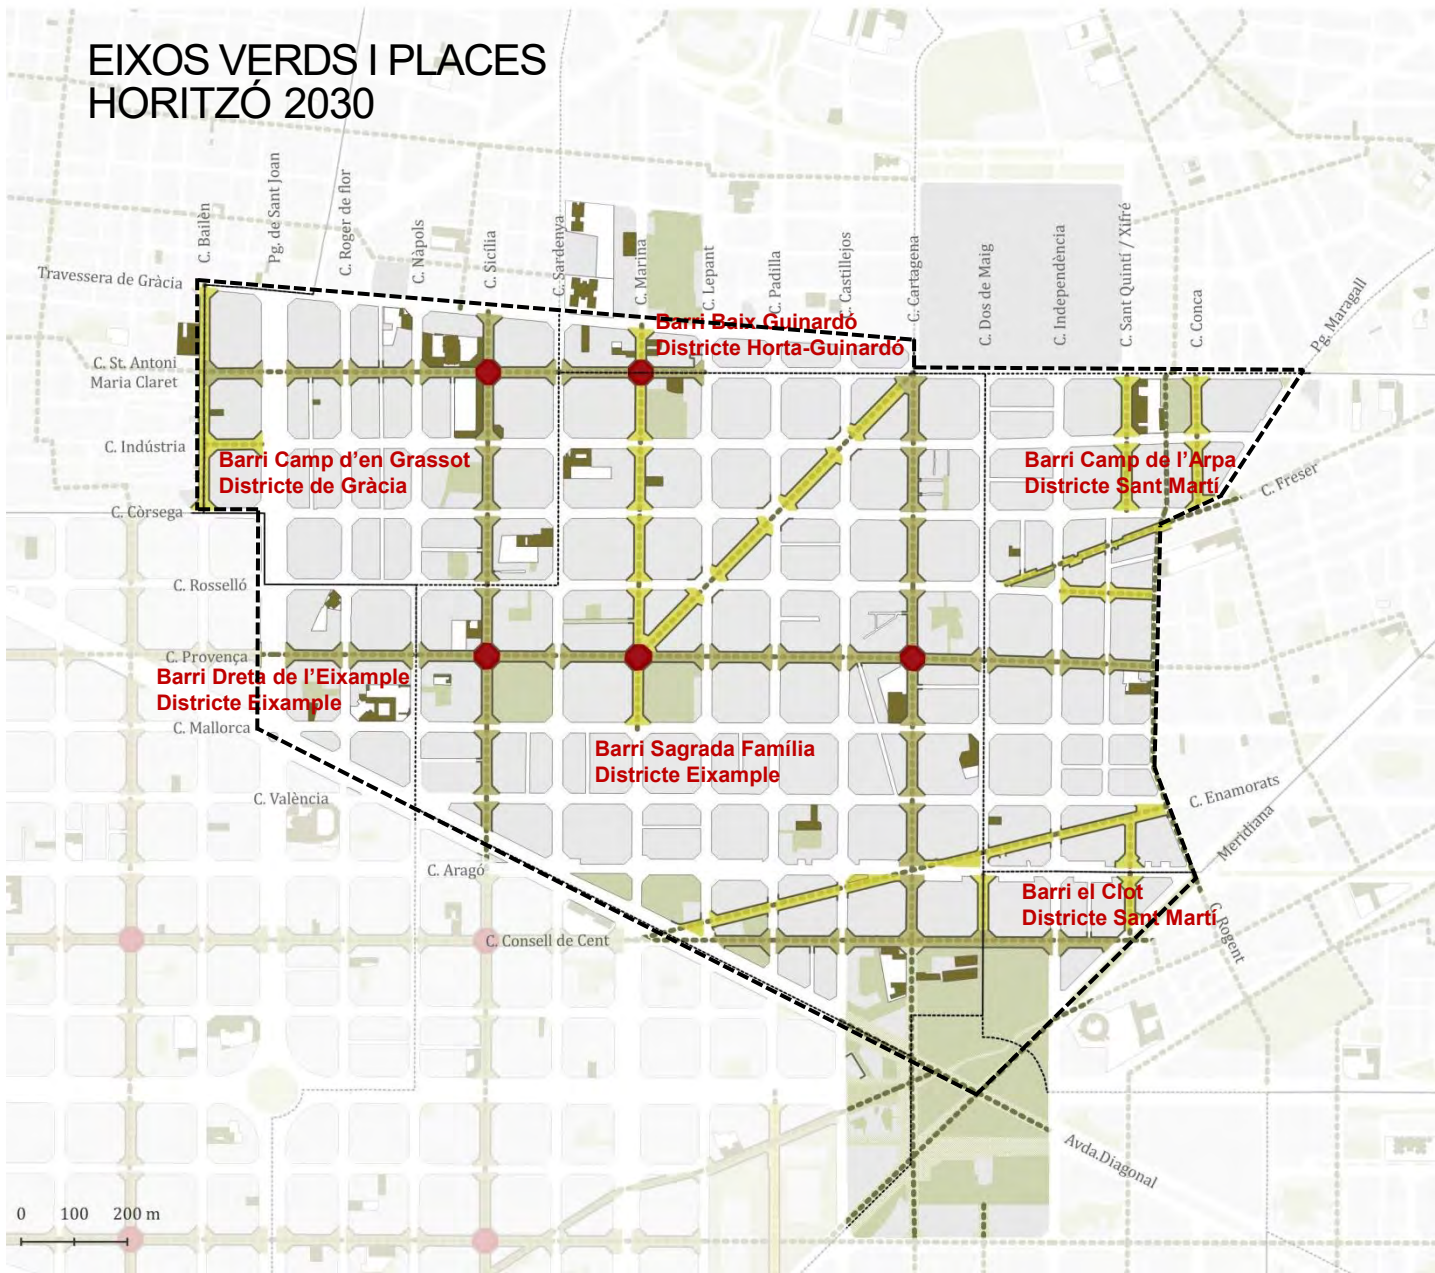 EIXOS VERDS I PLACES
HORITZÓ 2030
C. Bailèn
Pg. de Sant Joan
C. Roger de flor
C. Nàpols
C. Sicília
C. Sardenya
C. Marina
C. Lepant
C. Padilla
C. Castillejos
C. Cartagena
C. Dos de Maig
C. Independència
C. Sant Quintí / Xifré
C. Conca
Pg. Maragall
Travessera de Gràcia
Barri Baix Guinardó
Districte Horta-Guinardó
C. St. Antoni
Maria Claret
C. Indústria
Barri Camp d'en Grassot
Districte de Gràcia
Barri Camp de l'Arpa
Districte Sant Martí
C. Freser
C. Còrsega
C. Rosselló
C. Provença
Barri Dreta de l'Eixample
Districte Eixample
C. Mallorca
Barri Sagrada Família
Districte Eixample
C. València
C. Enamorats
Meridiana
C. Aragó
Barri el Clot
Districte Sant Martí
C. Rogent
C. Consell de Cent
Avda.Diagonal
0 100 200 m